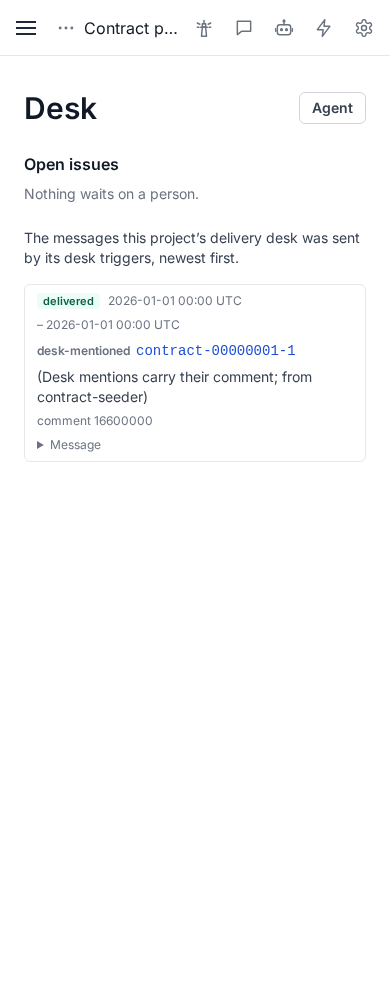 Contract p...
Desk
Agent
Open issues
Nothing waits on a person.
The messages this project's delivery desk was sent
by its desk triggers, newest first.
delivered 2026-01-01 00:00 UTC
– 2026-01-01 00:00 UTC
desk-mentioned contract-00000001-1
(Desk mentions carry their comment; from
contract-seeder)
comment 16600000
Message